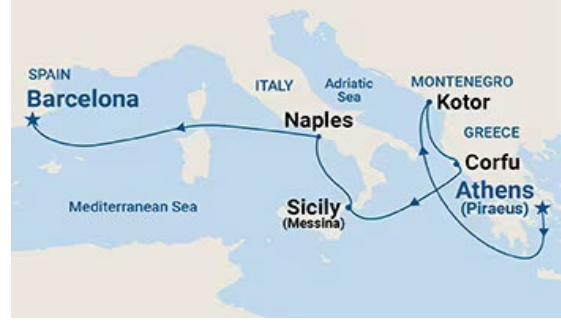 SPAIN
Barcelona
ITALY
Adriatic
Sea
MONTENEGRO
Kotor
Naples
GREECE
Corfu
Athens
(Piraeus)
Sicily
(Messina)
Mediterranean Sea